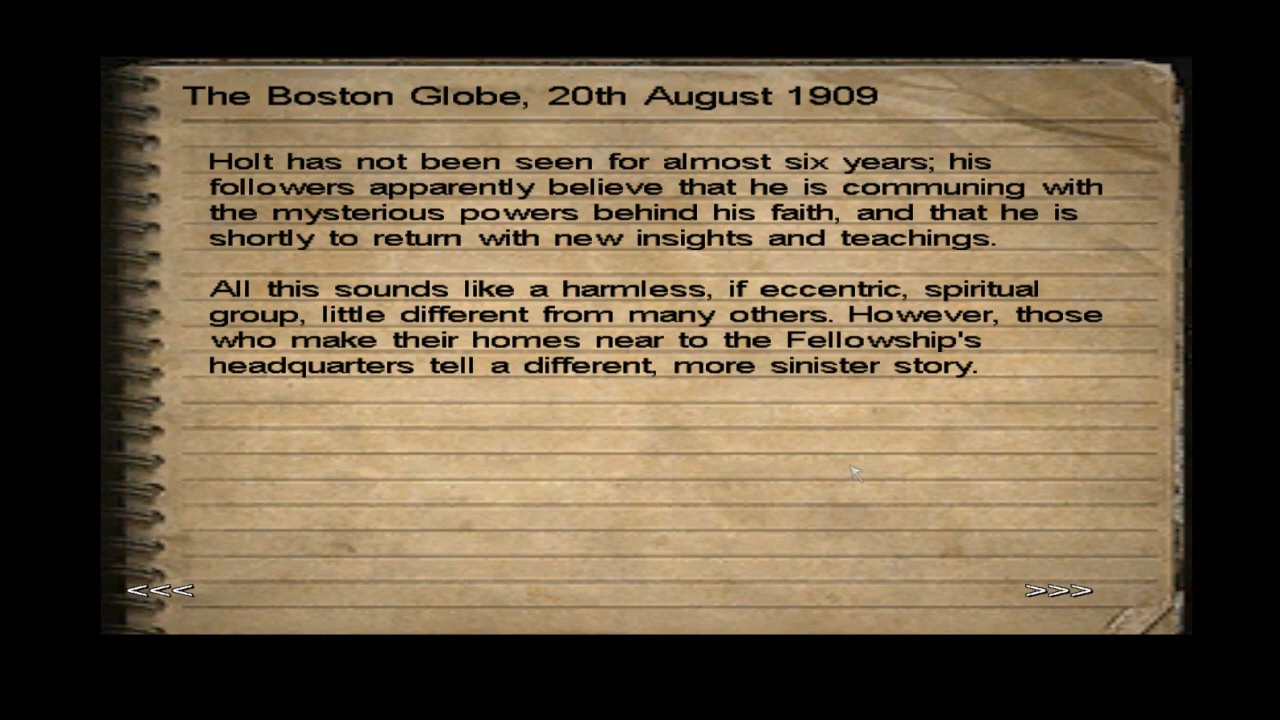 The Boston Globe, 20th August 1909
Holt has not been seen for almost six years; his
followers apparently believe that he is communing with
the mysterious powers behind his faith, and that he is
shortly to return with new insights and teachings.
All this sounds like a harmless, if eccentric, spiritual
group, little different from many others. However, those
who make their homes near to the Fellowship's
headquarters tell a different, more sinister story.
<<< >>>